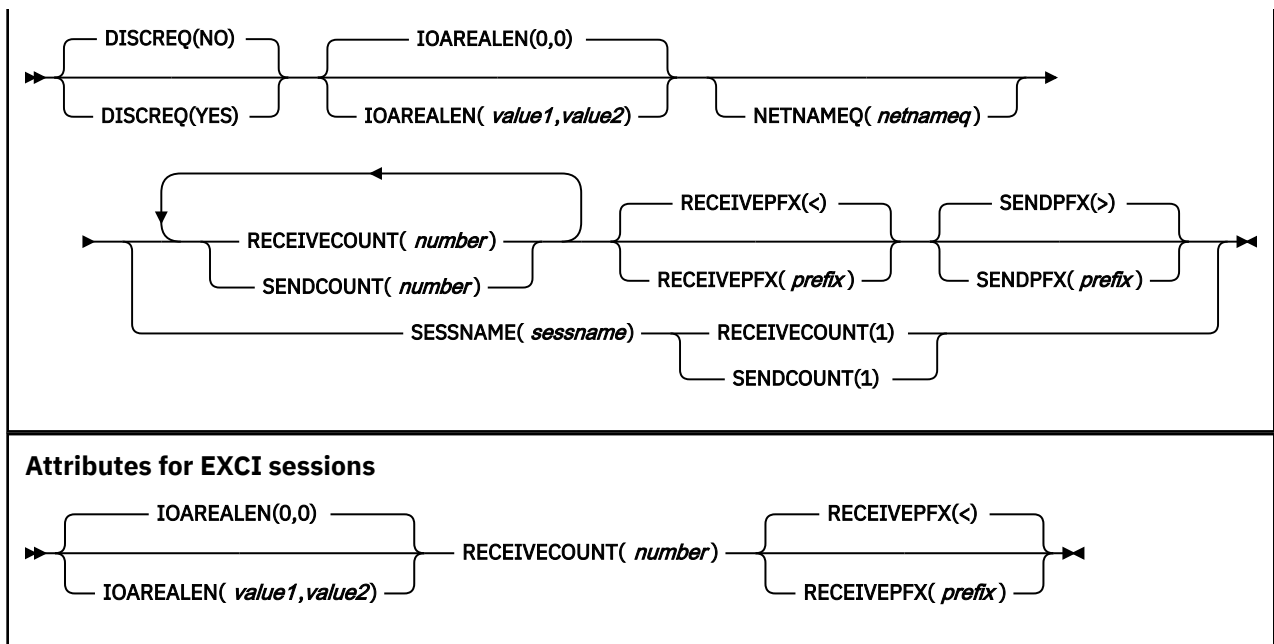 DISCREQ(NO) IOAREALEN(0,0)
DISCREQ(YES) IOAREALEN( value1,value2) NETNAMEQ( netnameq )
RECEIVECOUNT( number ) RECEIVEPFX(<) SENDPFX(>)
SENDCOUNT( number ) RECEIVEPFX( prefix ) SENDPFX( prefix )
SESSNAME( sessname) RECEIVECOUNT(1)
SENDCOUNT(1)
Attributes for EXCI sessions
IOAREALEN(0,0) RECEIVEPFX(<)
RECEIVECOUNT( number )
IOAREALEN( value1,value2) RECEIVEPFX( prefix )